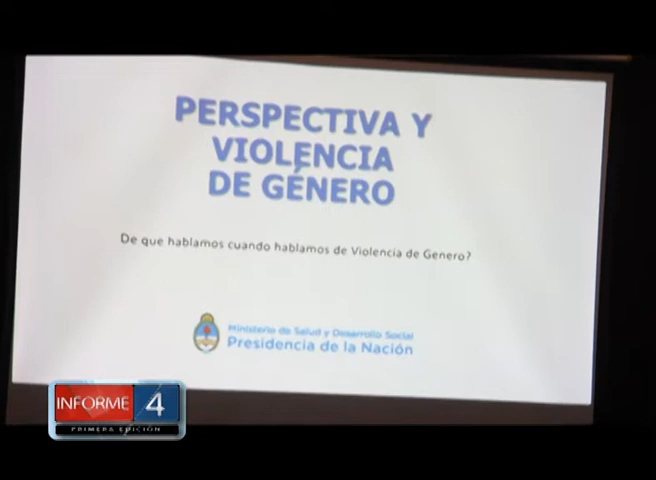 PERSPECTIVA Y
VIOLENCIA
DE GÉNERO
De que hablamos cuando hablamos de Violencia de Genero?
Ministerio de Salud y Desarrollo Social
Presidencia de la Nación
INFORME 4
PRIMERA EDICIÓN